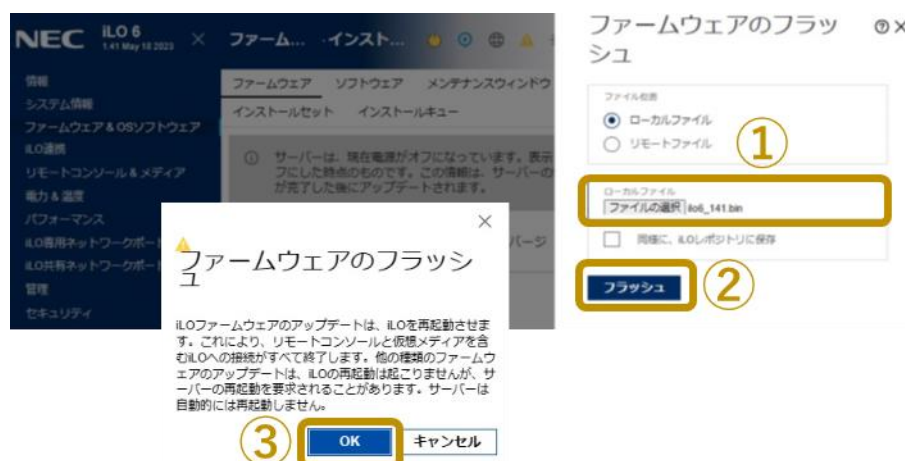 NEC iLO 6
1.41 May 18 2023
ファーム... ·インスト...
情報
システム情報
ファームウェア & OSソフトウェア
iLO連携
リモートコンソール & メディア
電力 & 温度
パフォーマンス
iLO専用ネットワークポート
iLO共有ネットワークポート
管理
セキュリティ
ファームウェア ソフトウェア メンテナンスウィンドウ
インストールセット インストールキュー
サーバーは、現在電源がオフになっています。表示
フにした時点のものです。この情報は、サーバーの
が完了した後にアップデートされます。
バージ
ファームウェアのフラッシ
ュ
iLOファームウェアのアップデートは、iLOを再起動させま
す。これにより、リモートコンソールと仮想メディアを含
むiLOへの接続がすべて終了します。他の種類のファームウ
ェアのアップデートは、iLOの再起動は起こりませんが、サ
ーバーの再起動を要求されることがあります。サーバーは
自動的には再起動しません。
③
OK キャンセル
ファームウェアのフラッ
シュ
ファイル位置
ローカルファイル
リモートファイル
①
ローカルファイル
ファイルの選択 ilo6_141.bin
同様に、iLOレポジトリに保存
フラッシュ
②